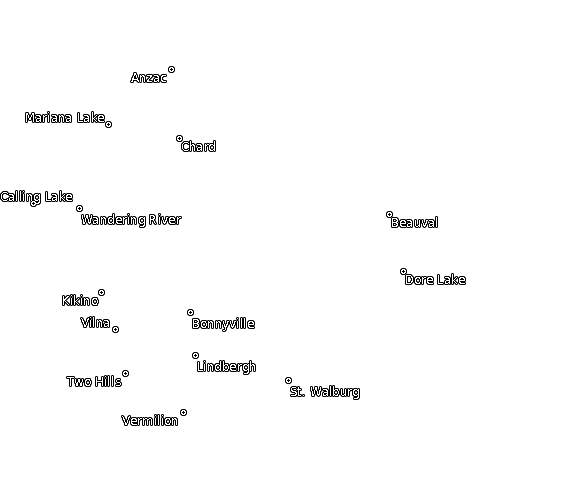 Anzac
Mariana Lake
Chard
Calling Lake
Wandering River
Beauval
Dore Lake
Kikino
Vilna
Bonnyville
Lindbergh
Two Hills
St. Walburg
Vermilion